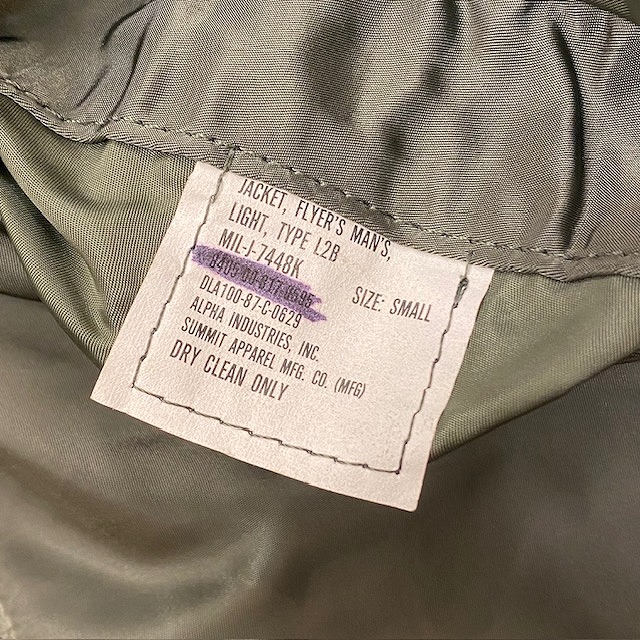 JACKET, FLYER'S MAN'S,
LIGHT, TYPE L2B
MIL-J-7448K
DLA100-87-C-0629
SIZE: SMALL
ALPHA INDUSTRIES, INC.
SUMMIT APPAREL MFG. CO. (MFG)
DRY CLEAN ONLY